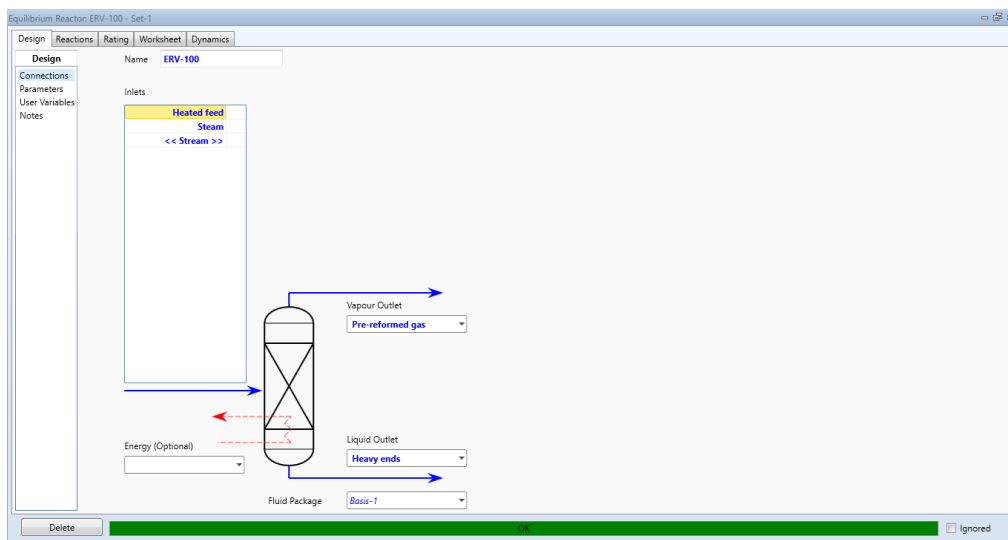 Equilibrium Reactor: ERV-100 - Set-1
Design Reactions Rating Worksheet Dynamics
Design
Connections
Parameters
User Variables
Notes
Name ERV-100
Inlets
Heated feed
Steam
<< Stream >>
Vapour Outlet
Pre-reformed gas
Energy (Optional)
Liquid Outlet
Heavy ends
Fluid Package Basis-1
Delete OK Ignored